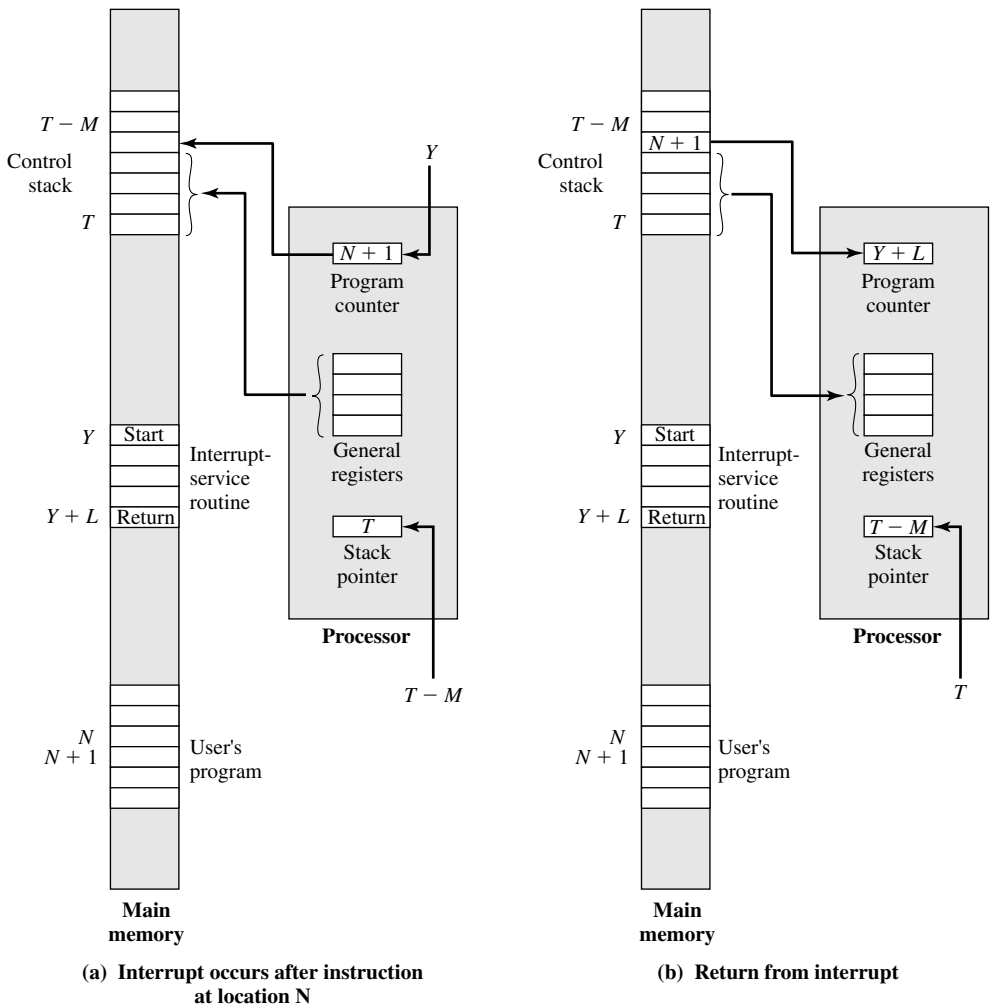 T − M
Control
stack
T
Y
N + 1
Program
counter
Y
Start
Y + L
Return
Interrupt-
service
routine
General
registers
T
Stack
pointer
Processor
T − M
N
N + 1
User's
program
Main
memory
(a) Interrupt occurs after instruction
at location N
T − M
N + 1
Control
stack
T
Y + L
Program
counter
Y
Start
Y + L
Return
Interrupt-
service
routine
General
registers
T − M
Stack
pointer
Processor
T
N
N + 1
User's
program
Main
memory
(b) Return from interrupt